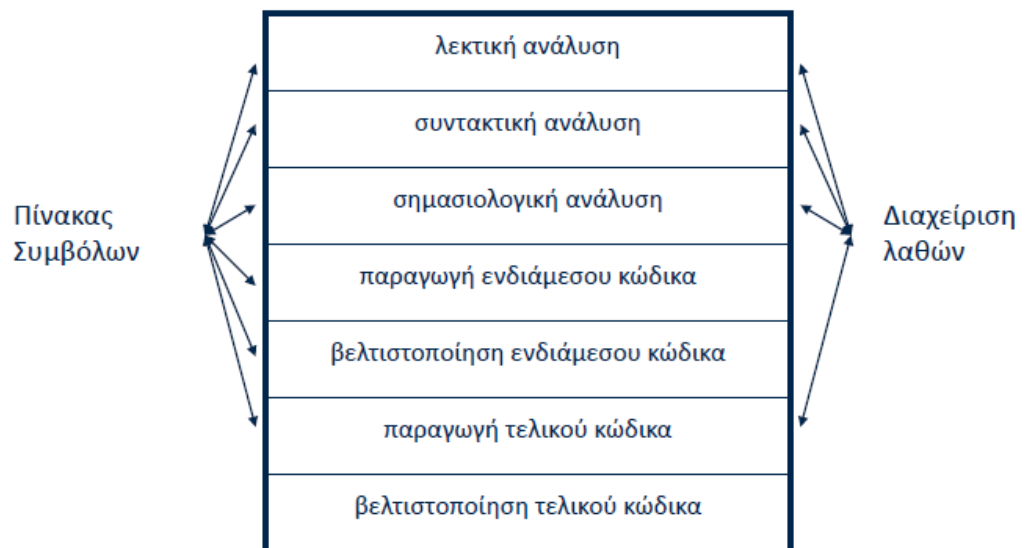 λεκτική ανάλυση
συντακτική ανάλυση
σημασιολογική ανάλυση
παραγωγή ενδιάμεσου κώδικα
βελτιστοποίηση ενδιάμεσου κώδικα
παραγωγή τελικού κώδικα
βελτιστοποίηση τελικού κώδικα
Πίνακας
Συμβόλων
Διαχείριση
λαθών